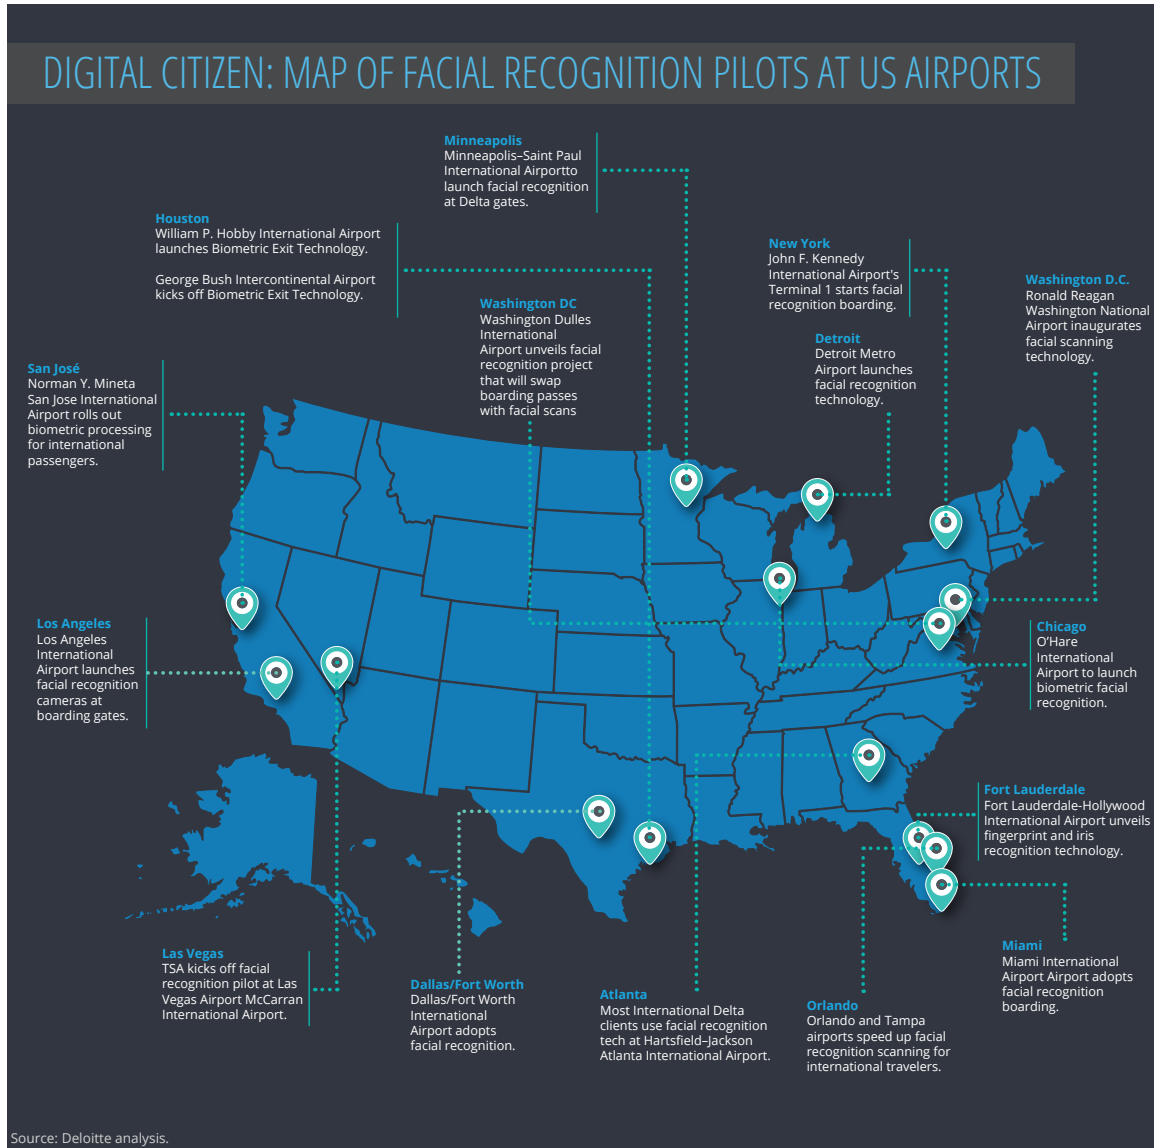 DIGITAL CITIZEN: MAP OF FACIAL RECOGNITION PILOTS AT US AIRPORTS
Minneapolis
Minneapolis–Saint Paul
International Airportto
launch facial recognition
at Delta gates.
Houston
William P. Hobby International Airport
launches Biometric Exit Technology.
George Bush Intercontinental Airport
kicks off Biometric Exit Technology.
New York
John F. Kennedy
International Airport's
Terminal 1 starts facial
recognition boarding.
Washington D.C.
Ronald Reagan
Washington National
Airport inaugurates
facial scanning
technology.
Washington DC
Washington Dulles
International
Airport unveils facial
recognition project
that will swap
boarding passes
with facial scans
Detroit
Detroit Metro
Airport launches
facial recognition
technology.
San José
Norman Y. Mineta
San Jose International
Airport rolls out
biometric processing
for international
passengers.
Los Angeles
Los Angeles
International
Airport launches
facial recognition
cameras at
boarding gates.
Chicago
O'Hare
International
Airport to launch
biometric facial
recognition.
Fort Lauderdale
Fort Lauderdale-Hollywood
International Airport unveils
fingerprint and iris
recognition technology.
Las Vegas
TSA kicks off facial
recognition pilot at Las
Vegas Airport McCarran
International Airport.
Dallas/Fort Worth
Dallas/Fort Worth
International
Airport adopts
facial recognition.
Atlanta
Most International Delta
clients use facial recognition
tech at Hartsfield–Jackson
Atlanta International Airport.
Orlando
Orlando and Tampa
airports speed up facial
recognition scanning for
international travelers.
Miami
Miami International
Airport Airport adopts
facial recognition
boarding.
Source: Deloitte analysis.